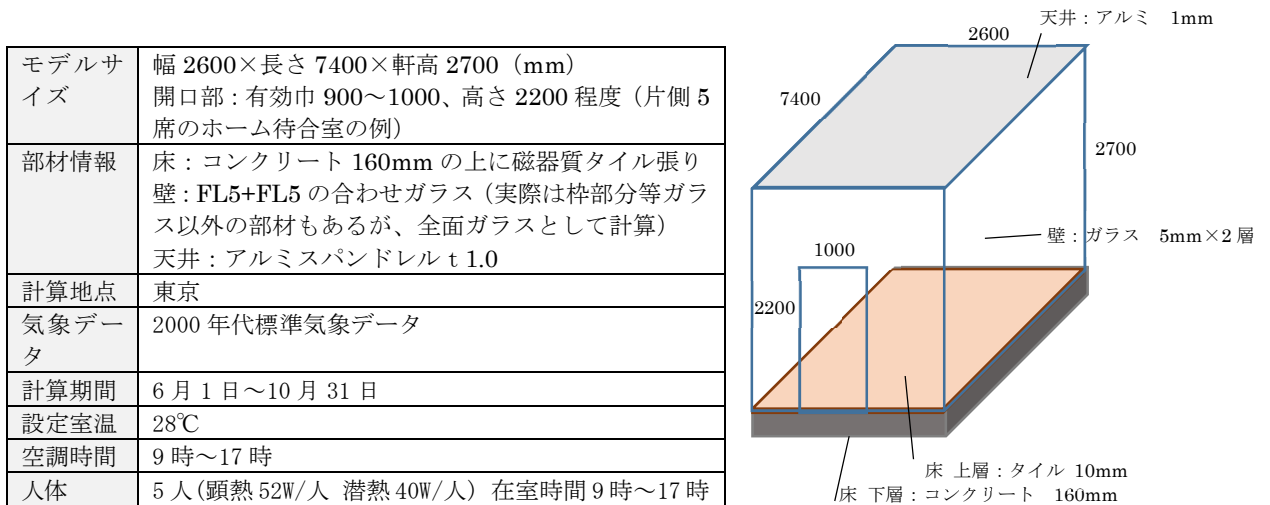 モデルサ
イズ
幅 2600×長さ 7400×軒高 2700（mm）
開口部：有効巾 900～1000、高さ 2200 程度（片側 5
席のホーム待合室の例）
部材情報
床：コンクリート 160mm の上に磁器質タイル張り
壁：FL5+FL5 の合わせガラス（実際は枠部分等ガラ
ス以外の部材もあるが、全面ガラスとして計算）
天井：アルミスパンドレル t 1.0
計算地点
東京
気象デー
タ
2000 年代標準気象データ
計算期間
6 月 1 日～10 月 31 日
設定室温
28℃
空調時間
9 時～17 時
人体
5 人(顕熱 52W/人 潜熱 40W/人）在室時間 9 時～17 時
天井：アルミ 1mm
2600
7400
2700
壁：ガラス 5mm×2 層
1000
2200
床 上層：タイル 10mm
床 下層：コンクリート 160mm